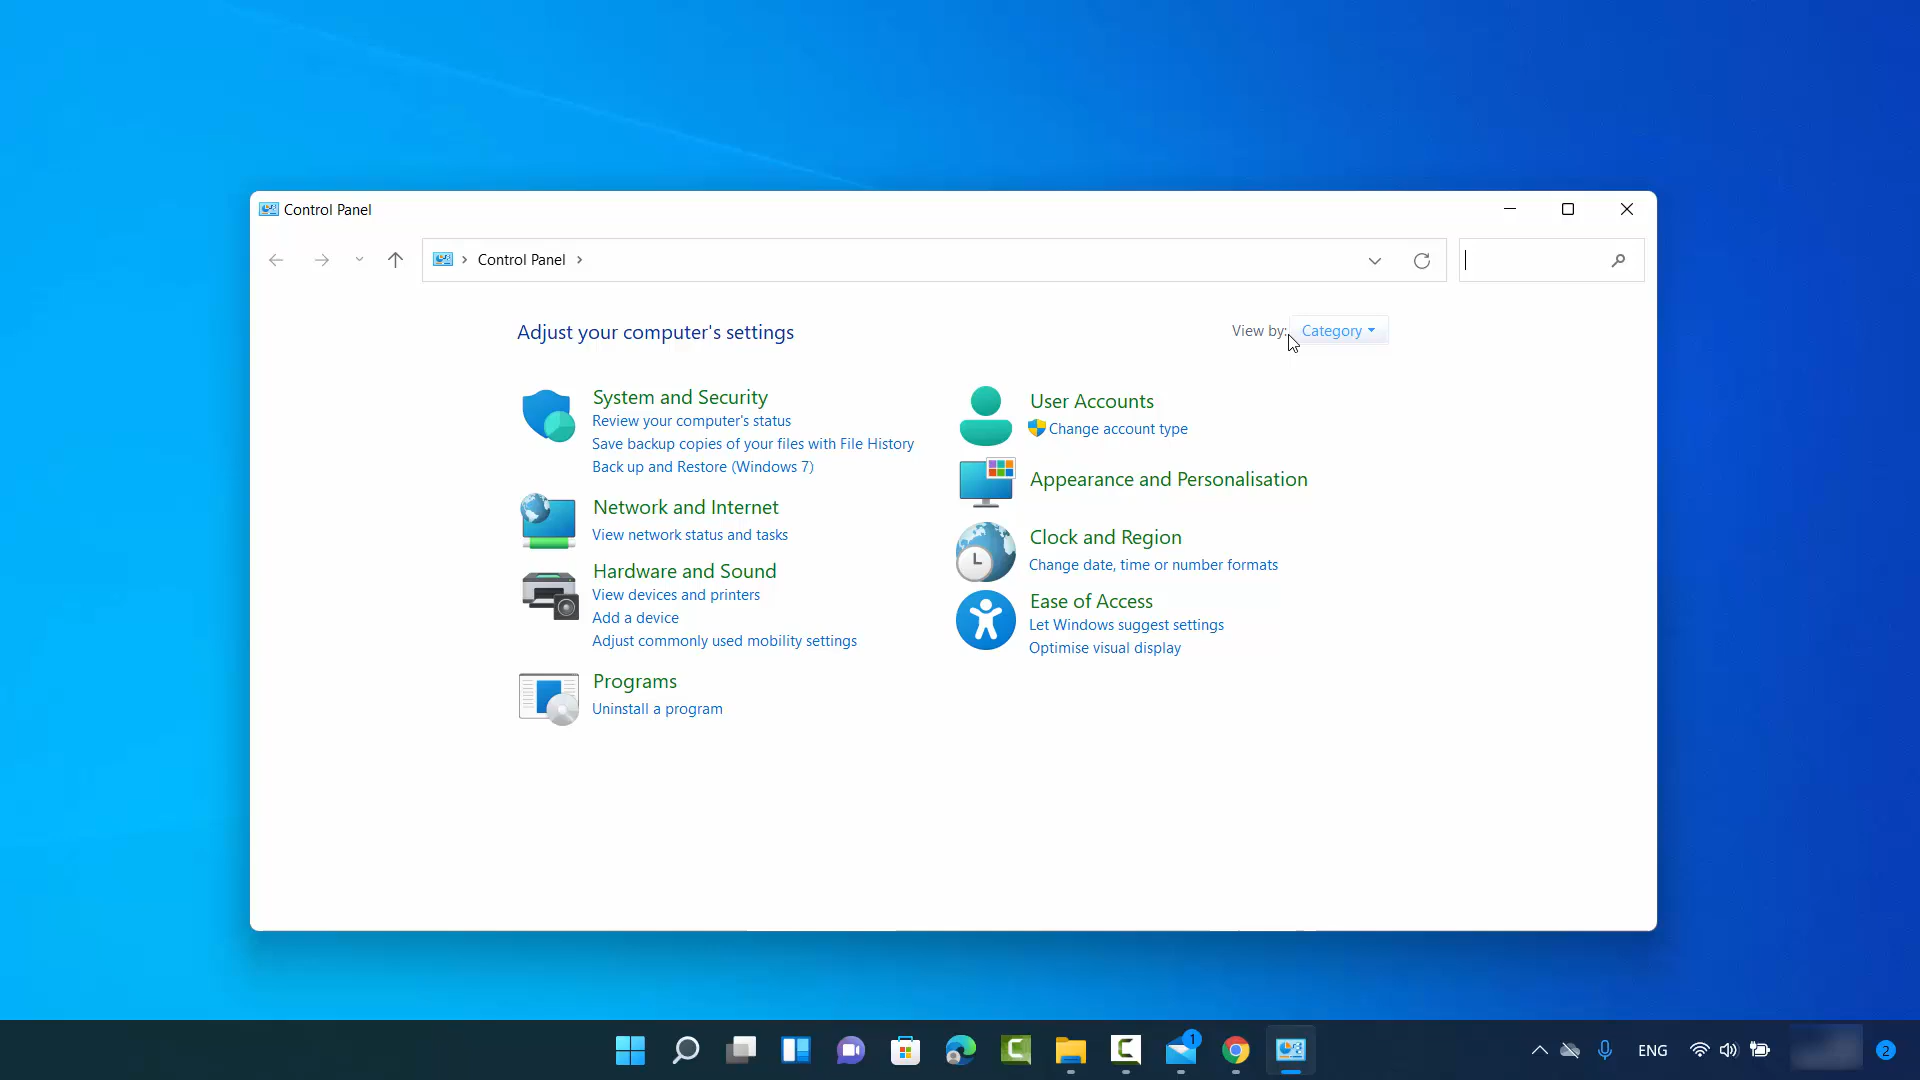 Control Panel
Control Panel
Adjust your computer's settings
View by: Category
System and Security
Review your computer's status
Save backup copies of your files with File History
Back up and Restore (Windows 7)
Network and Internet
View network status and tasks
Hardware and Sound
View devices and printers
Add a device
Adjust commonly used mobility settings
Programs
Uninstall a program
User Accounts
Change account type
Appearance and Personalisation
Clock and Region
Change date, time or number formats
Ease of Access
Let Windows suggest settings
Optimise visual display
1
ENG
2